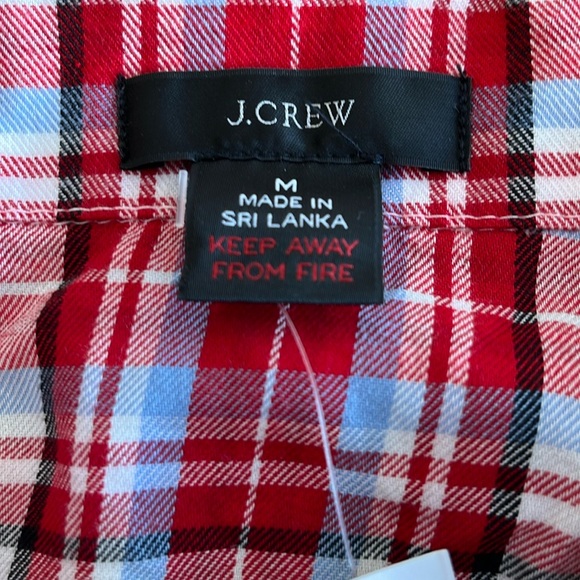 J.CREW
M
MADE IN
SRI LANKA
KEEP AWAY
FROM FIRE